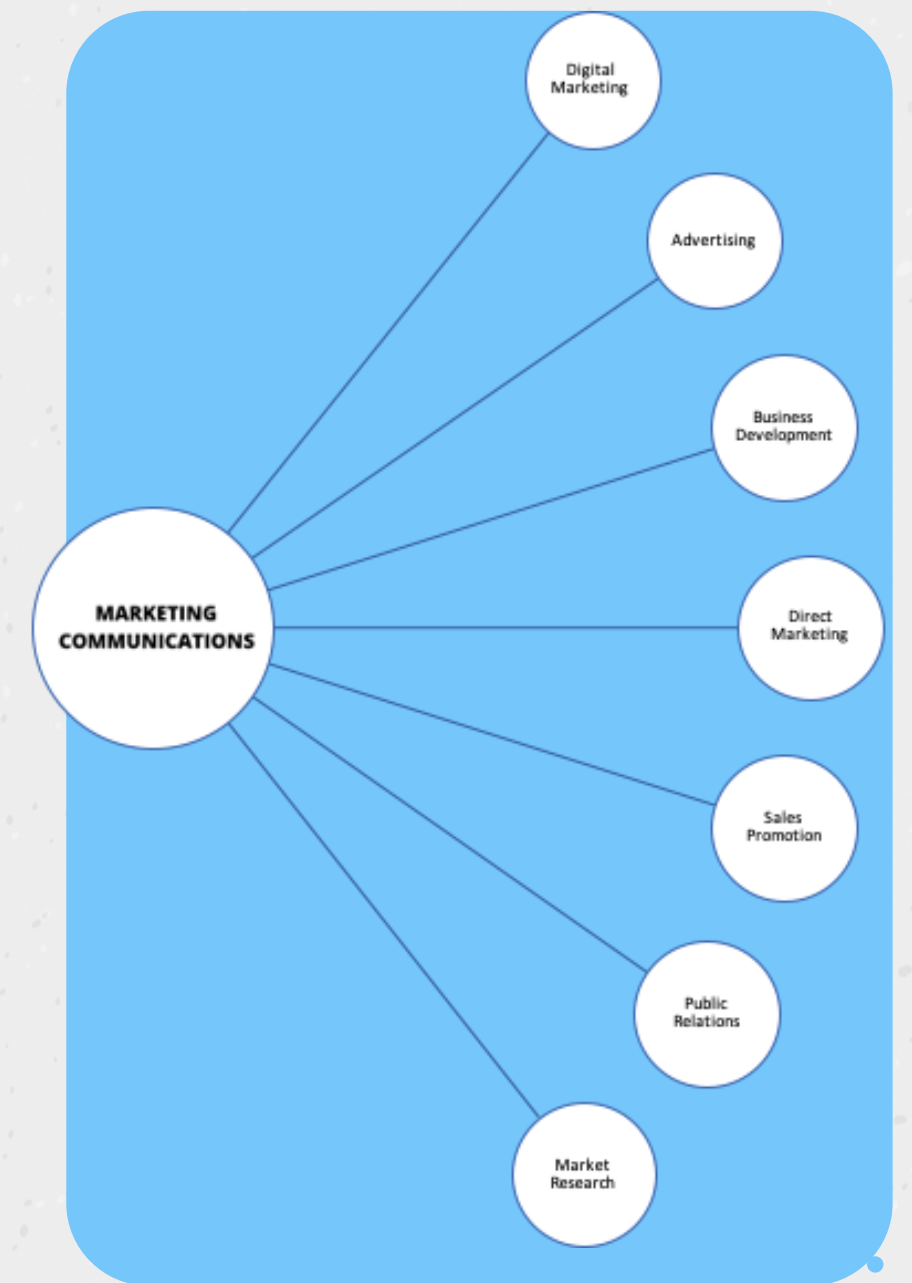 Digital
Marketing
Advertising
Business
Development
MARKETING
COMMUNICATIONS
Direct
Marketing
Sales
Promotion
Public
Relations
Market
Research